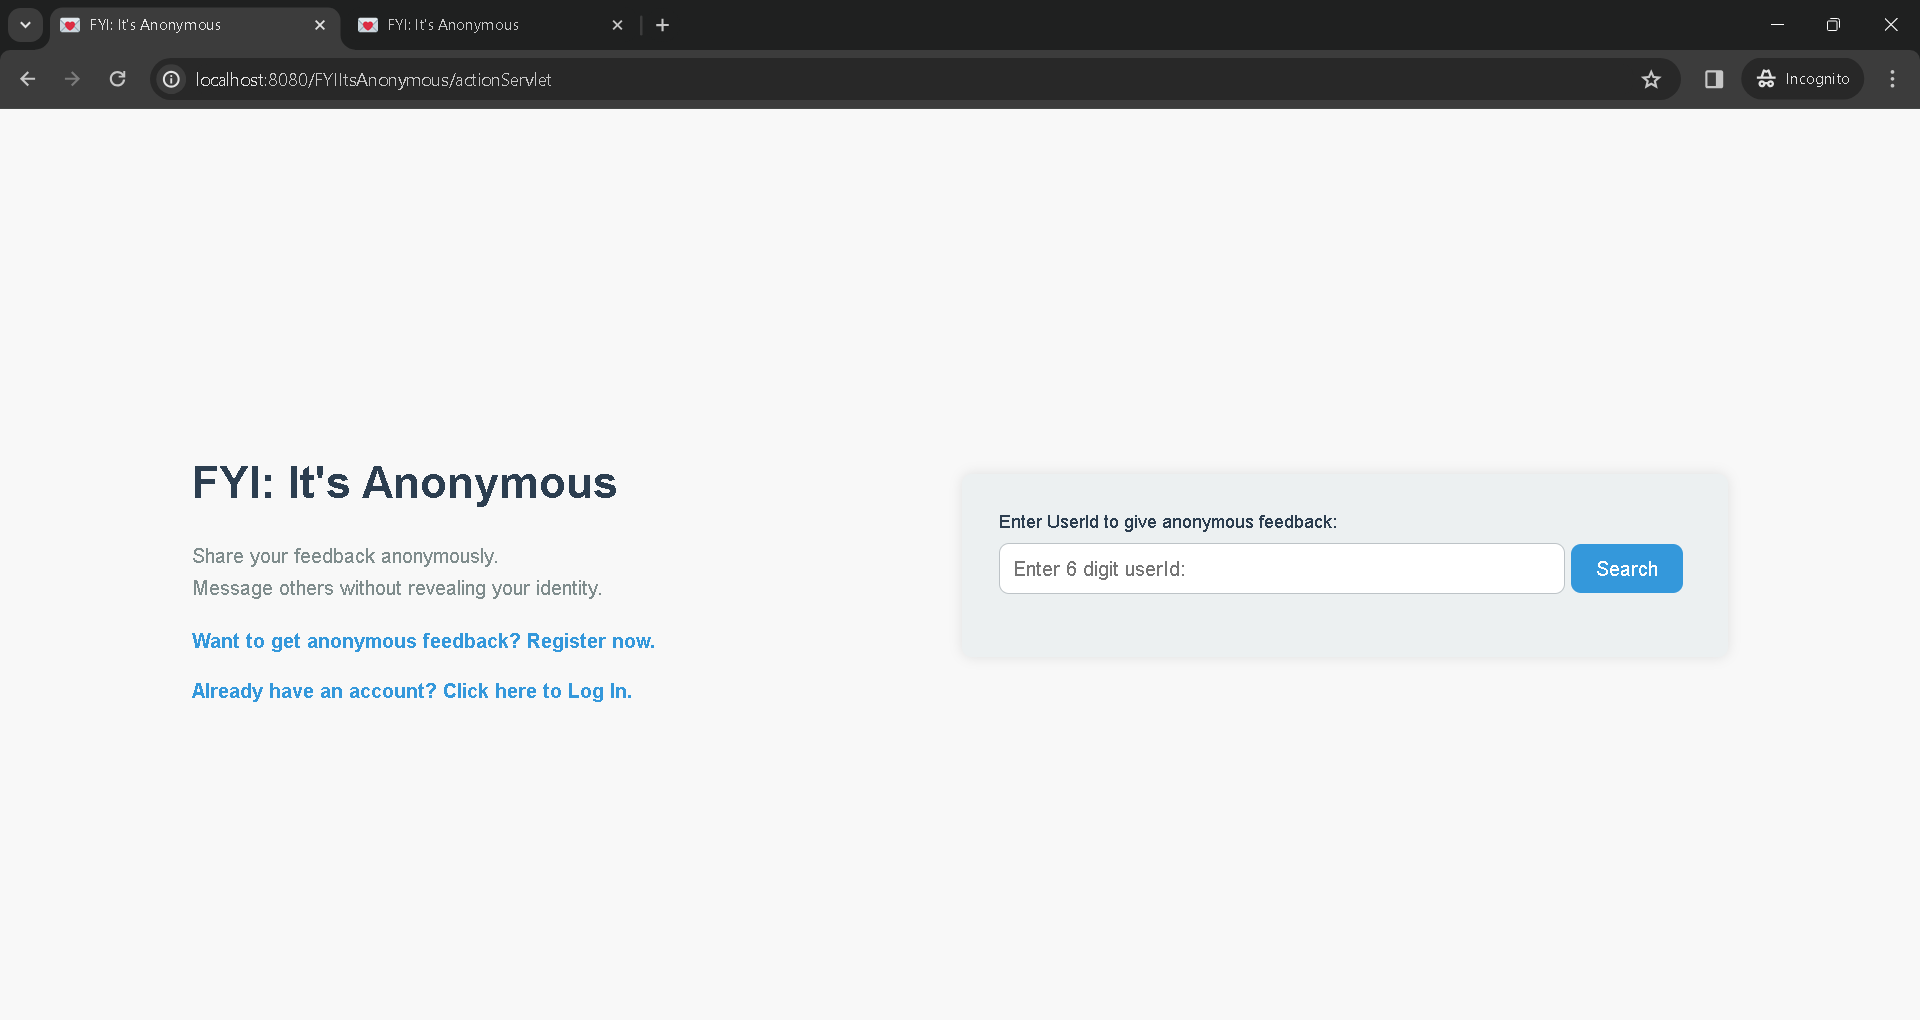 FYI: It's Anonymous
FYI: It's Anonymous
localhost:8080/FYIItsAnonymous/actionServlet
Incognito
FYI: It's Anonymous
Share your feedback anonymously.
Message others without revealing your identity.
Want to get anonymous feedback? Register now.
Already have an account? Click here to Log In.
Enter UserId to give anonymous feedback:
Enter 6 digit userId:
Search